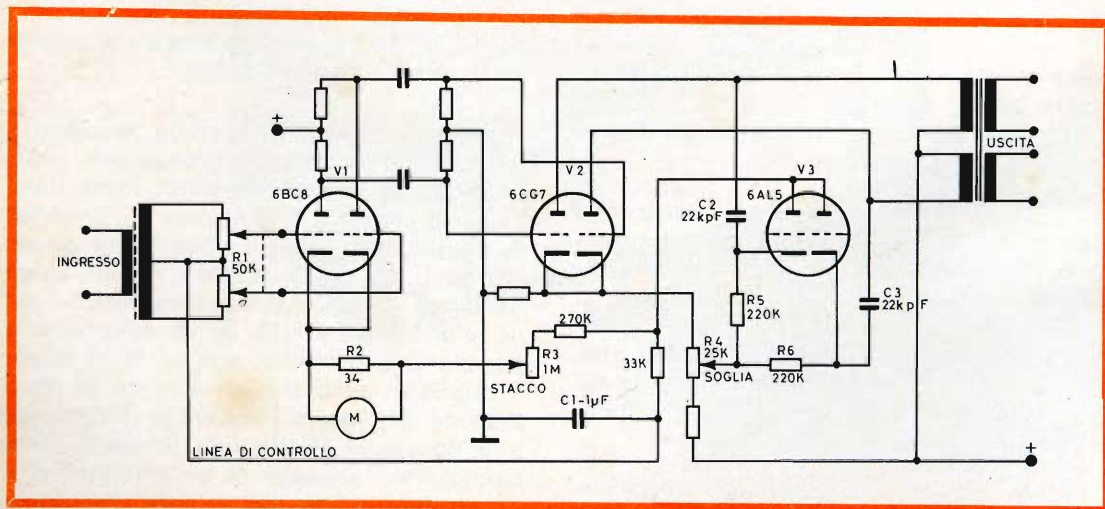 +
V1
6BC8
V2
6CG7
V3
6AL5
USCITA
C2
22kpF
INGRESSO
R1
50K
R5
220K
C3
22kpF
270K
R4
25K
R2
34
R3
1M
33K
R6
220K
STACCO
SOGLIA
M
C1-1µF
LINEA DI CONTROLLO
+